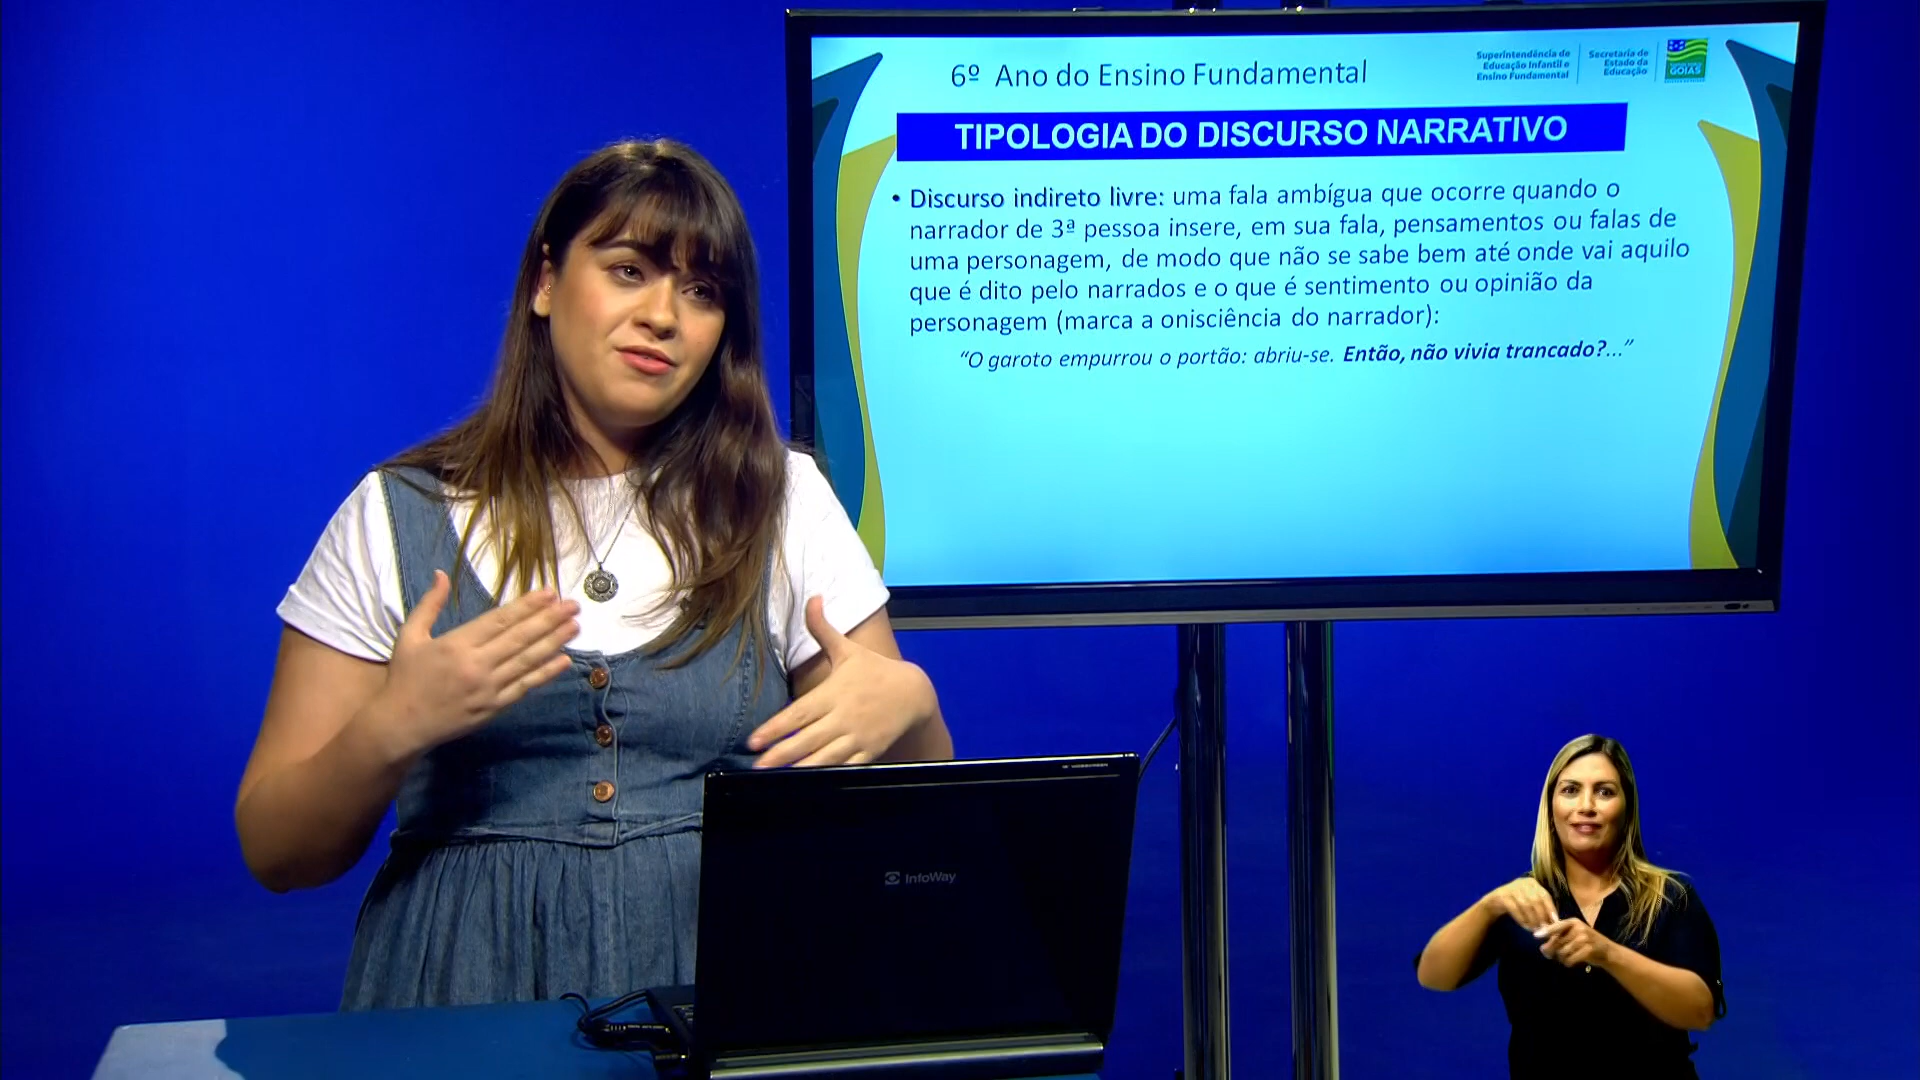 6º Ano do Ensino Fundamental
Superintendência de
Educação Infantil e
Ensino Fundamental
Secretaria de
Estado da
Educação
GOIÁS
TIPOLOGIA DO DISCURSO NARRATIVO
• Discurso indireto livre: uma fala ambígua que ocorre quando o
narrador de 3ª pessoa insere, em sua fala, pensamentos ou falas de
uma personagem, de modo que não se sabe bem até onde vai aquilo
que é dito pelo narrados e o que é sentimento ou opinião da
personagem (marca a onisciência do narrador):
“O garoto empurrou o portão: abriu-se. Então, não vivia trancado?...”
InfoWay